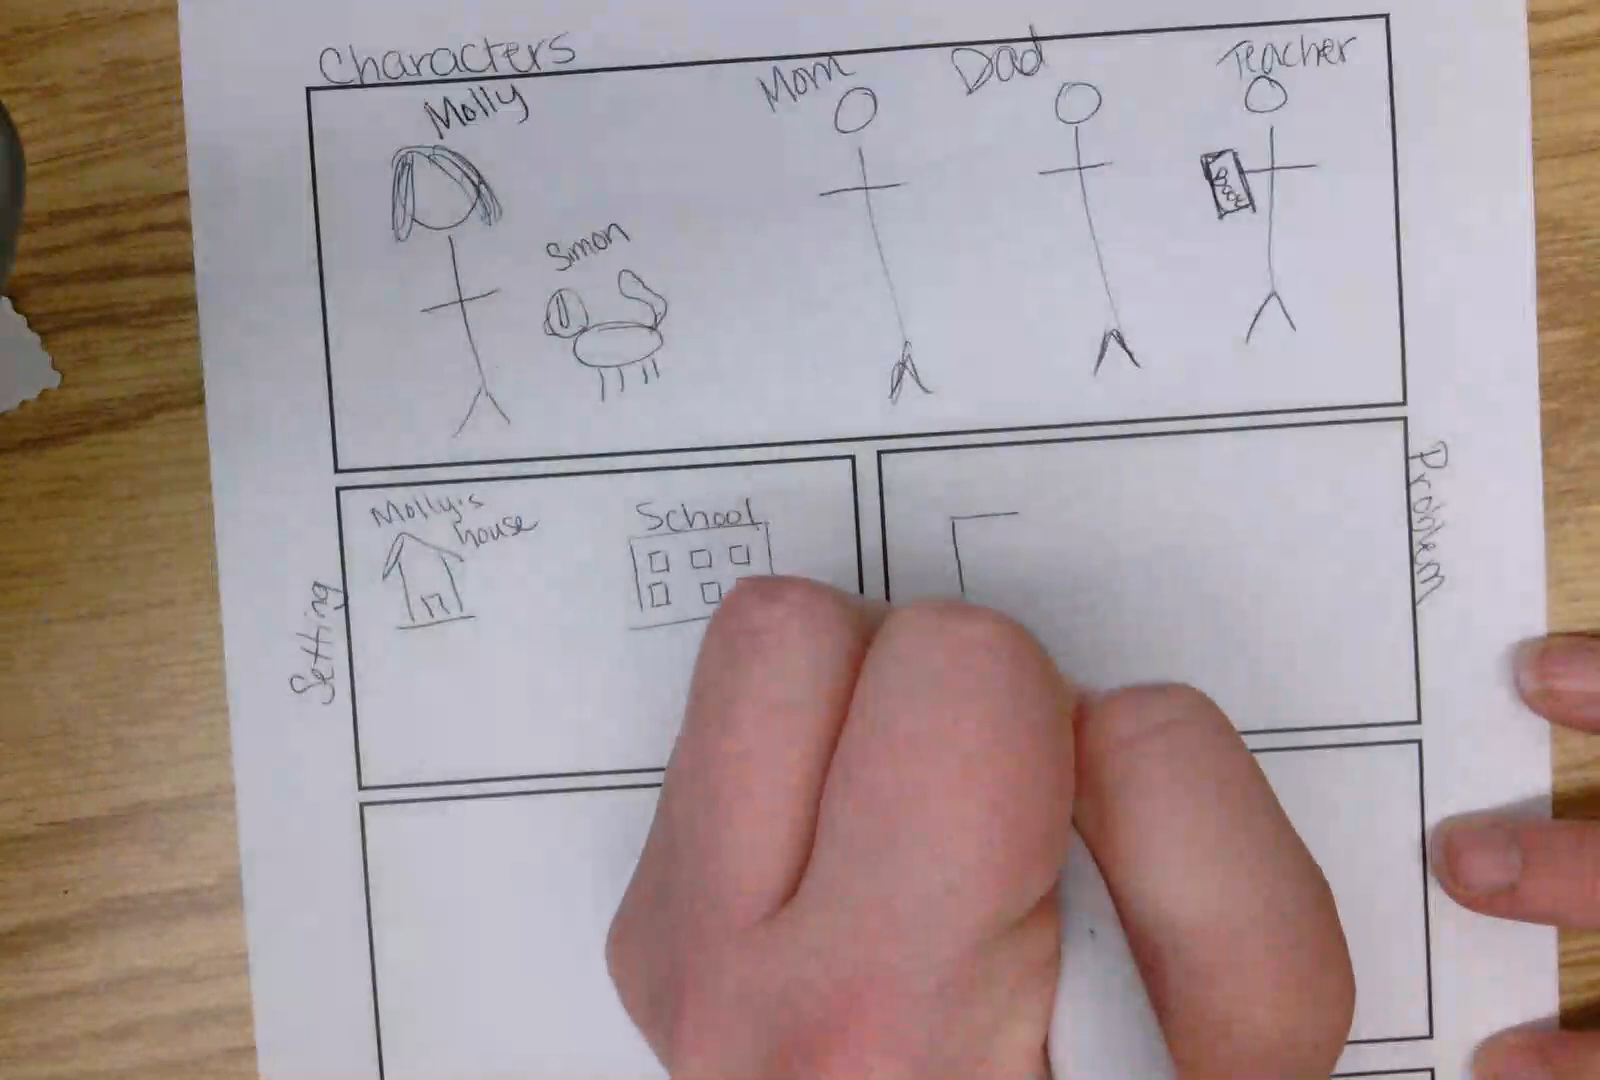 Characters
Molly
Mom
Dad
Teacher
Simon
Molly's
house
School
Setting
Problem